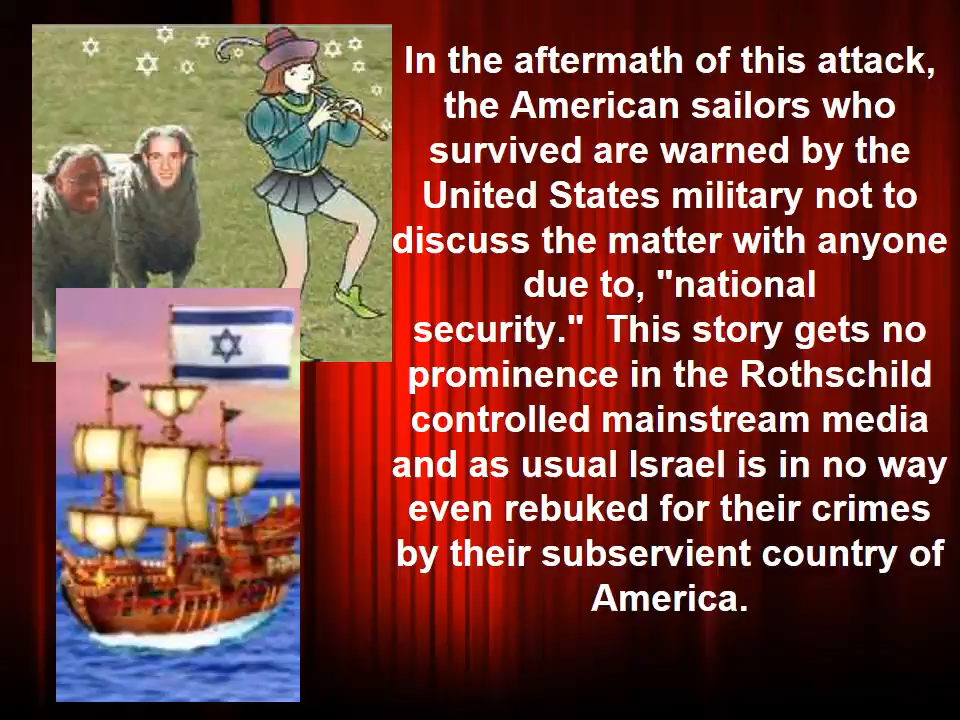 In the aftermath of this attack,
the American sailors who
survived are warned by the
United States military not to
discuss the matter with anyone
due to, "national
security."  This story gets no
prominence in the Rothschild
controlled mainstream media
and as usual Israel is in no way
even rebuked for their crimes
by their subservient country of
America.